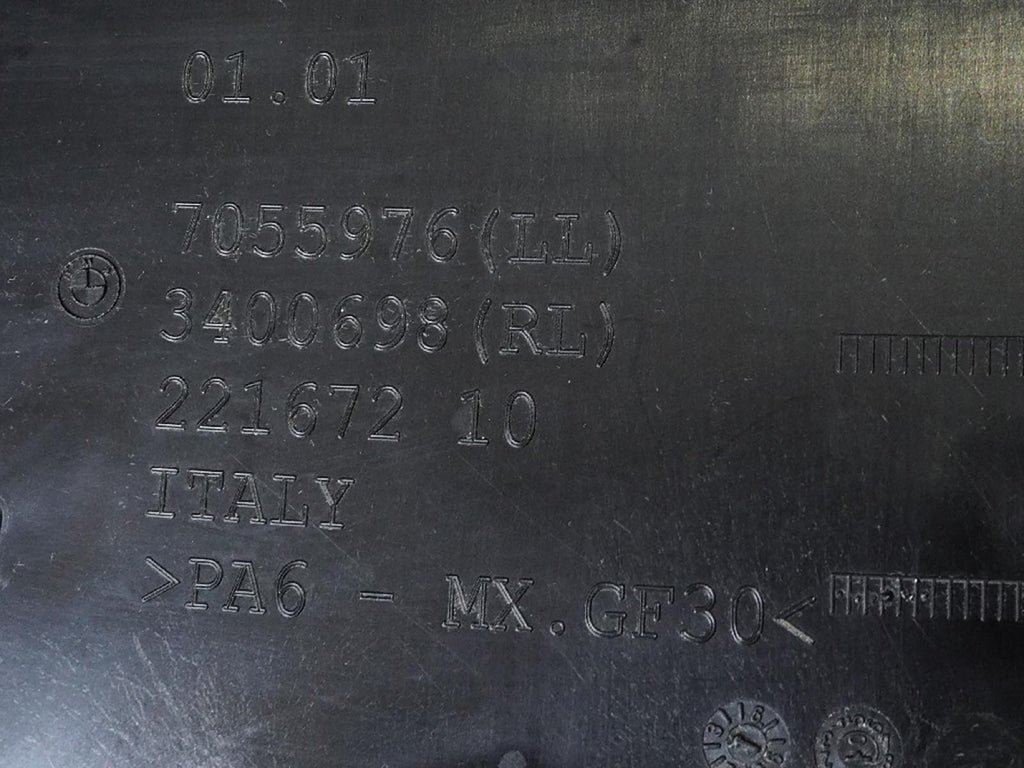 01.01
7055976(LL)
3400698(RL)
221672 10
ITALY
>PA6 - MX.GF30<